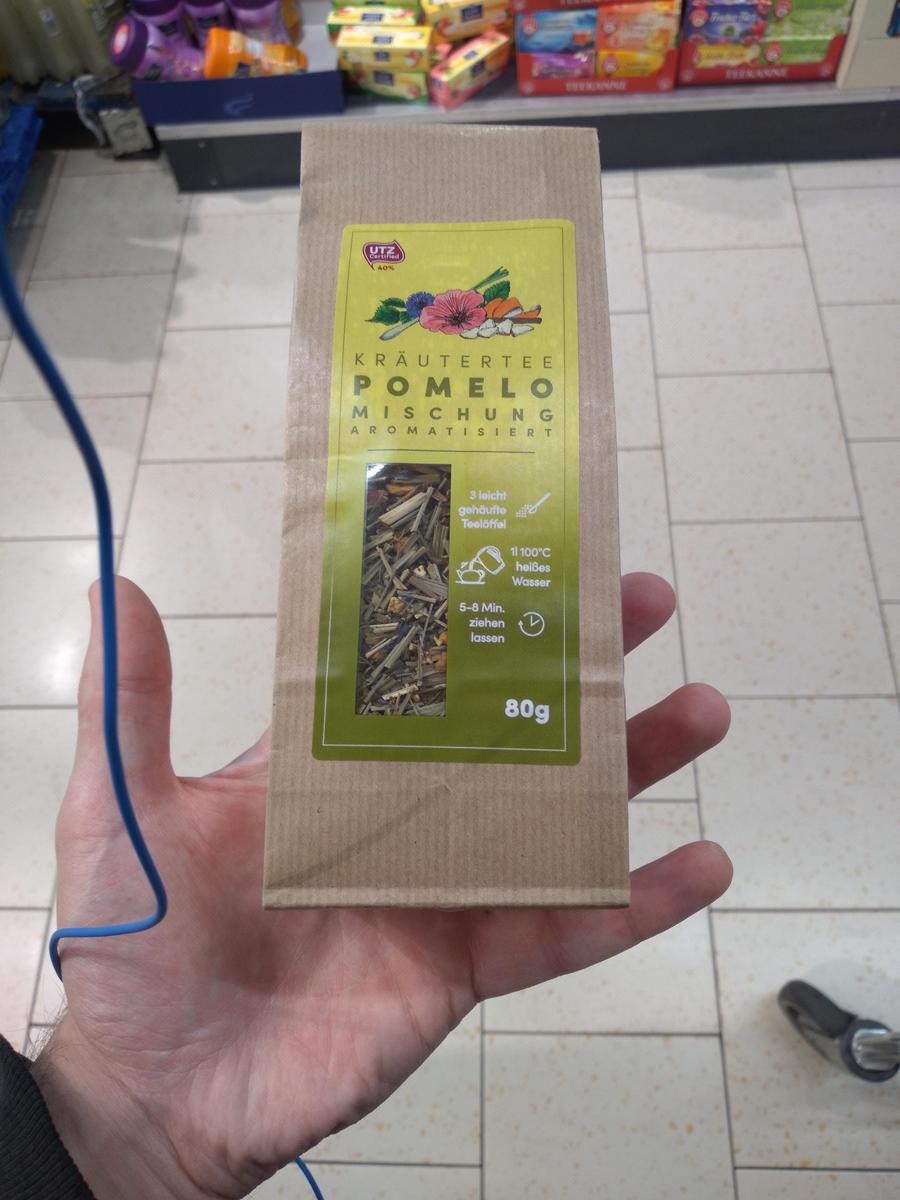 TEEKANNE
TEEKANNE
UTZ
Certified
40%
KRÄUTERTEE
POMELO
MISCHUNG
AROMATISIERT
3 leicht
gehäufte
Teelöffel
1l 100°C
heißes
Wasser
5-8 Min.
ziehen
lassen
80g